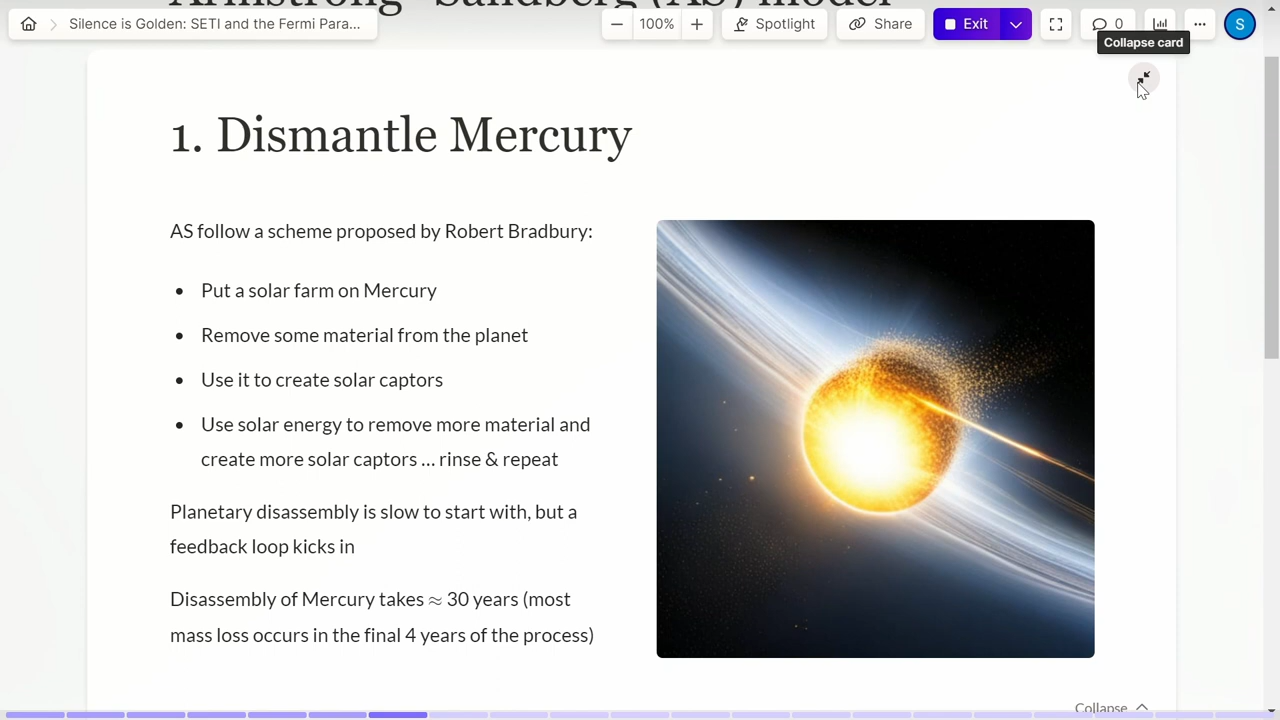 Armstrong-Sandberg (AS) model
Silence is Golden: SETI and the Fermi Para...
100%
Spotlight
Share
Exit
0
S
Collapse card
1. Dismantle Mercury
AS follow a scheme proposed by Robert Bradbury:
• Put a solar farm on Mercury
• Remove some material from the planet
• Use it to create solar captors
• Use solar energy to remove more material and
create more solar captors ... rinse & repeat
Planetary disassembly is slow to start with, but a
feedback loop kicks in
Disassembly of Mercury takes ≈ 30 years (most
mass loss occurs in the final 4 years of the process)
Collapse